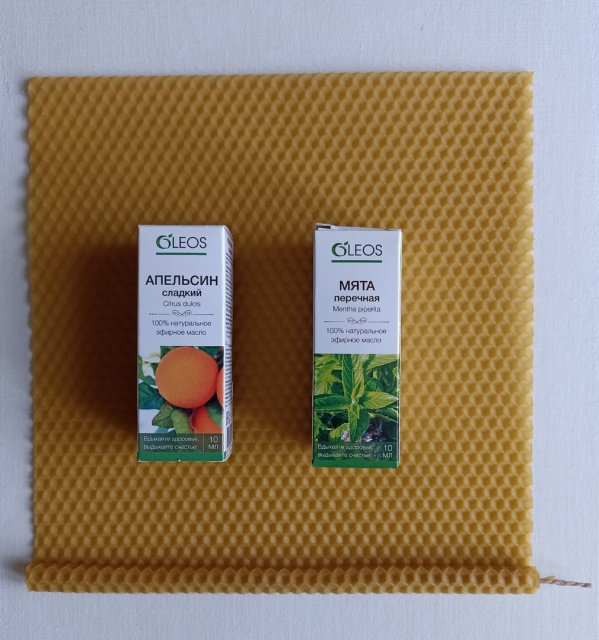 OLEOS
АПЕЛЬСИН
сладкий
Citrus dulcis
100% натуральное
эфирное масло
Вдыхайте здоровье,
выдыхайте счастье!
10
МЛ
OLEOS
МЯТА
перечная
Mentha piperita
100% натуральное
эфирное масло
Вдыхайте здоровье,
выдыхайте счастье!
10
МЛ